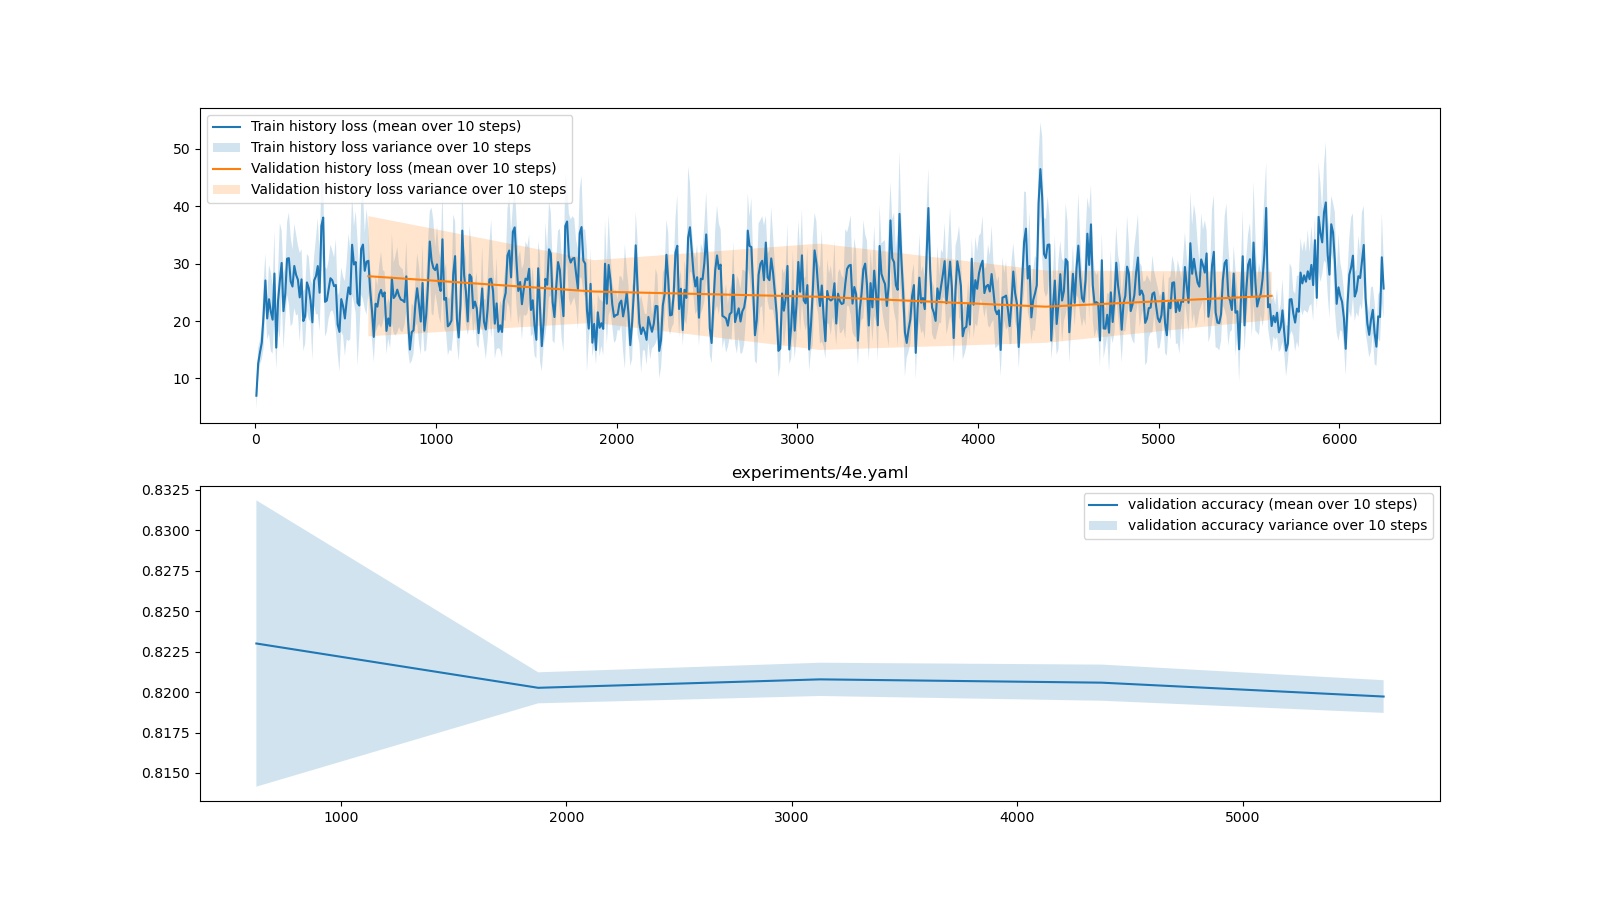 Train history loss (mean over 10 steps)
Train history loss variance over 10 steps
Validation history loss (mean over 10 steps)
Validation history loss variance over 10 steps
50
40
30
20
10
0 1000 2000 3000 4000 5000 6000
experiments/4e.yaml
validation accuracy (mean over 10 steps)
validation accuracy variance over 10 steps
0.8325
0.8300
0.8275
0.8250
0.8225
0.8200
0.8175
0.8150
1000 2000 3000 4000 5000